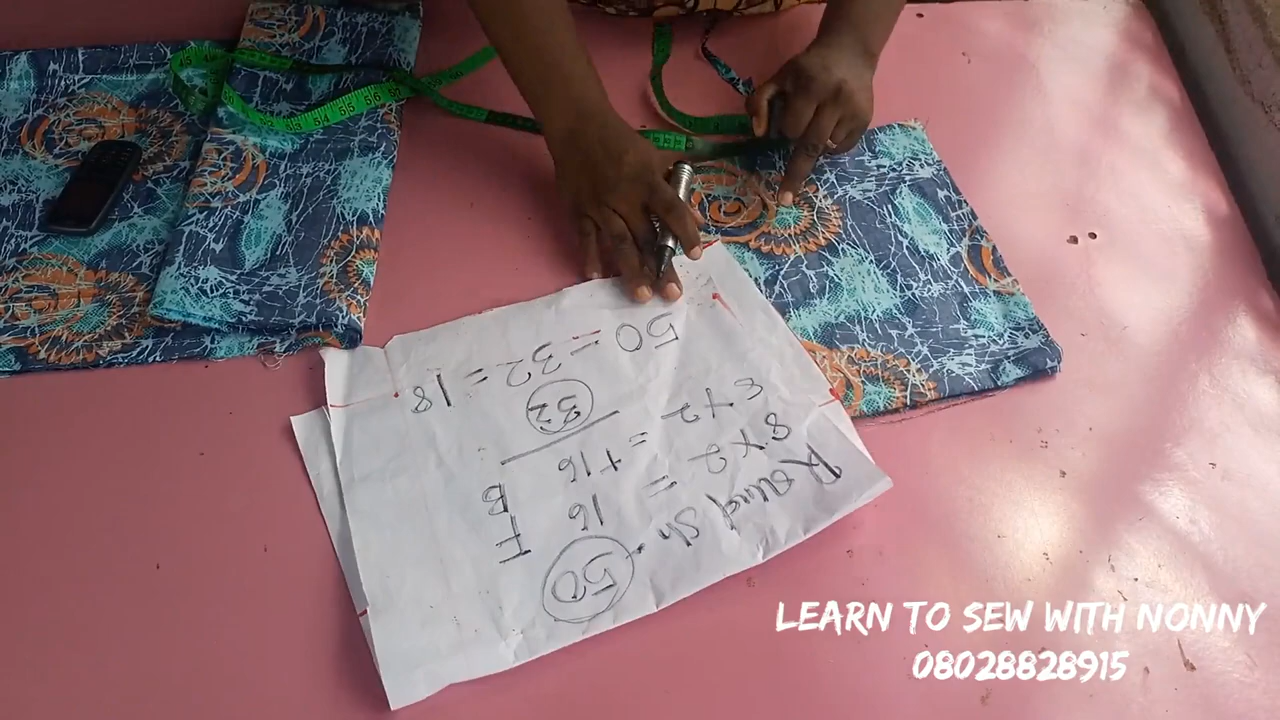 Round Sh. 50
8 x 2 = 16 F
8 x 2 = +16 B
32
50 - 32 = 18
LEARN TO SEW WITH NONNY
08028828915